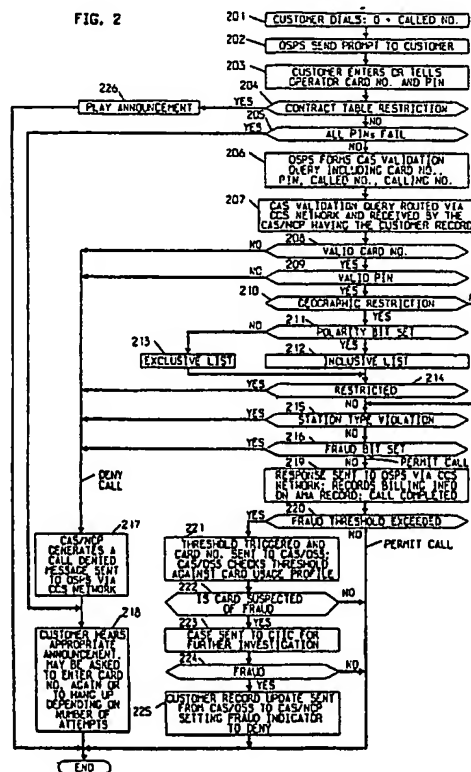 FIG. 2
201
CUSTOMER DIALS: 0 + CALLED NO.
202
OSPS SEND PROMPT TO CUSTOMER
203
CUSTOMER ENTERS OR TELLS
OPERATOR CARD NO. AND PIN
226
PLAY ANNOUNCEMENT
204
YES
CONTRACT TABLE RESTRICTION
205
NO
YES
ALL PINs FAIL
NO
206
OSPS FORMS CAS VALIDATION
QUERY INCLUDING CARD NO.,
PIN, CALLED NO., CALLING NO.
207
CAS VALIDATION QUERY ROUTED VIA
CCS NETWORK AND RECEIVED BY THE
CAS/NCP HAVING THE CUSTOMER RECORD
208
NO
VALID CARD NO.
209
YES
NO
VALID PIN
210
YES
GEOGRAPHIC RESTRICTION
211
YES
NO
POLARITY BIT SET
213
YES
212
EXCLUSIVE LIST
INCLUSIVE LIST
214
YES
RESTRICTED
215
NO
YES
STATION TYPE VIOLATION
216
NO
YES
FRAUD BIT SET
NO
PERMIT CALL
219
RESPONSE SENT TO OSPS VIA CCS
NETWORK; RECORDS BILLING INFO
ON AMA RECORD; CALL COMPLETED
DENY
CALL
220
YES
FRAUD THRESHOLD EXCEEDED
NO
217
CAS/NCP
GENERATES A
CALL DENIED
MESSAGE SENT
TO OSPS VIA
CCS NETWORK
221
THRESHOLD TRIGGERED AND
CARD NO. SENT TO CAS/OSS;
CAS/OSS CHECKS THRESHOLD
AGAINST CARD USAGE PROFILE
PERMIT CALL
222
IS CARD SUSPECTED
OF FRAUD
NO
YES
223
CASE SENT TO CTIC FOR
FURTHER INVESTIGATION
218
CUSTOMER HEARS
APPROPRIATE
ANNOUNCEMENT,
MAY BE ASKED
TO ENTER CARD
NO. AGAIN OR
TO HANG UP
DEPENDING ON
NUMBER OF
ATTEMPTS
224
FRAUD
NO
YES
225
CUSTOMER RECORD UPDATE SENT
FROM CAS/OSS TO CAS/NCP
SETTING FRAUD INDICATOR
TO DENY
END